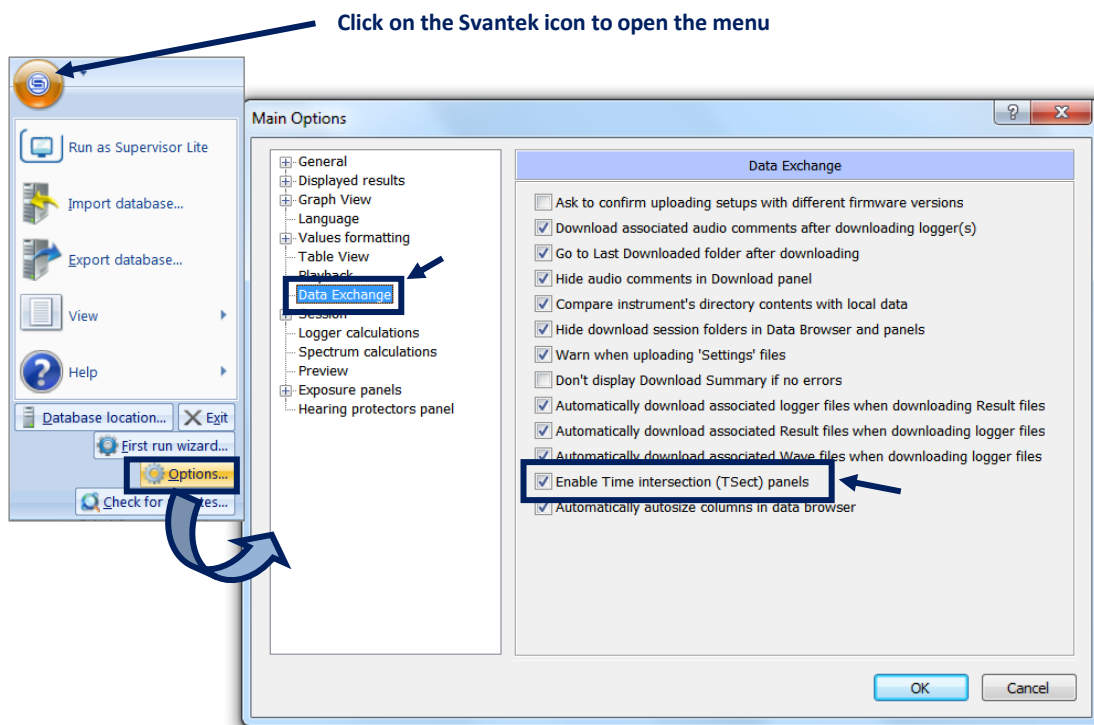 Click on the Svantek icon to open the menu
Main Options
Run as Supervisor Lite
Import database...
Export database...
View
Help
Database location...
Exit
First run wizard...
Options...
Check for
tes...
General
Displayed results
Graph View
Language
Values formatting
Table View
Playback
Data Exchange
Session
Logger calculations
Spectrum calculations
Preview
Exposure panels
Hearing protectors panel
Data Exchange
Ask to confirm uploading setups with different firmware versions
Download associated audio comments after downloading logger(s)
Go to Last Downloaded folder after downloading
Hide audio comments in Download panel
Compare instrument's directory contents with local data
Hide download session folders in Data Browser and panels
Warn when uploading 'Settings' files
Don't display Download Summary if no errors
Automatically download associated logger files when downloading Result files
Automatically download associated Result files when downloading logger files
Automatically download associated Wave files when downloading logger files
Enable Time intersection (TSect) panels
Automatically autosize columns in data browser
OK
Cancel